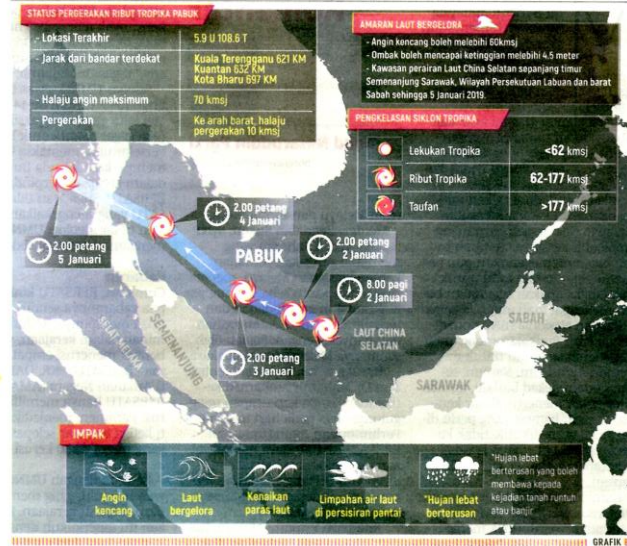 STATUS PERGERAKAN RIBUT TROPIKA PABUK
- Lokasi Terakhir
5.9 U 108.6 T
- Jarak dari bandar terdekat
Kuala Terengganu 621 KM
Kuantan 632 KM
Kota Bharu 697 KM
- Halaju angin maksimum
70 kmsj
- Pergerakan
Ke arah barat, halaju
pergerakan 10 kmsj
AMARAN LAUT BERGELORA
- Angin kencang boleh melebihi 60kmsj
- Ombak boleh mencapai ketinggian melebihi 4.5 meter
- Kawasan perairan Laut China Selatan sepanjang timur
Semenanjung Sarawak, Wilayah Persekutuan Labuan dan barat
Sabah sehingga 5 Januari 2019.
PENGKELASAN SIKLON TROPIKA
Lekukan Tropika
<62 kmsj
Ribut Tropika
62-177 kmsj
Taufan
>177 kmsj
2.00 petang
5 Januari
2.00 petang
4 Januari
PABUK
2.00 petang
2 Januari
8.00 pagi
2 Januari
2.00 petang
3 Januari
LAUT CHINA
SELATAN
SELAT MELAKA
SEMENANJUNG
SABAH
SARAWAK
IMPAK
Angin
kencang
Laut
bergelora
Kenaikan
paras laut
Limpahan air laut
di persisiran pantai
*Hujan lebat
berterusan
*Hujan lebat
berterusan yang boleh
membawa kepada
kejadian tanah runtuh
atau banjir
GRAFIK